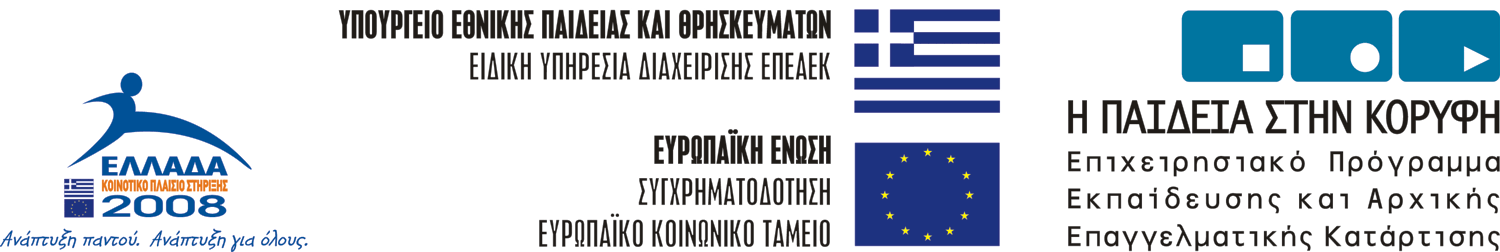 ΕΛΛΑΔΑ
ΚΟΙΝΟΤΙΚΟ ΠΛΑΙΣΙΟ ΣΤΗΡΙΞΗΣ
2008
Ανάπτυξη παντού. Ανάπτυξη για όλους.
ΥΠΟΥΡΓΕΙΟ ΕΘΝΙΚΗΣ ΠΑΙΔΕΙΑΣ ΚΑΙ ΘΡΗΣΚΕΥΜΑΤΩΝ
ΕΙΔΙΚΗ ΥΠΗΡΕΣΙΑ ΔΙΑΧΕΙΡΙΣΗΣ ΕΠΕΑΕΚ
ΕΥΡΩΠΑΪΚΗ ΕΝΩΣΗ
ΣΥΓΧΡΗΜΑΤΟΔΟΤΗΣΗ
ΕΥΡΩΠΑΪΚΟ ΚΟΙΝΩΝΙΚΟ ΤΑΜΕΙΟ
Η ΠΑΙΔΕΙΑ ΣΤΗΝ ΚΟΡΥΦΗ
Επιχειρησιακό Πρόγραμμα
Εκπαίδευσης και Αρχικής
Επαγγελματικής Κατάρτισης